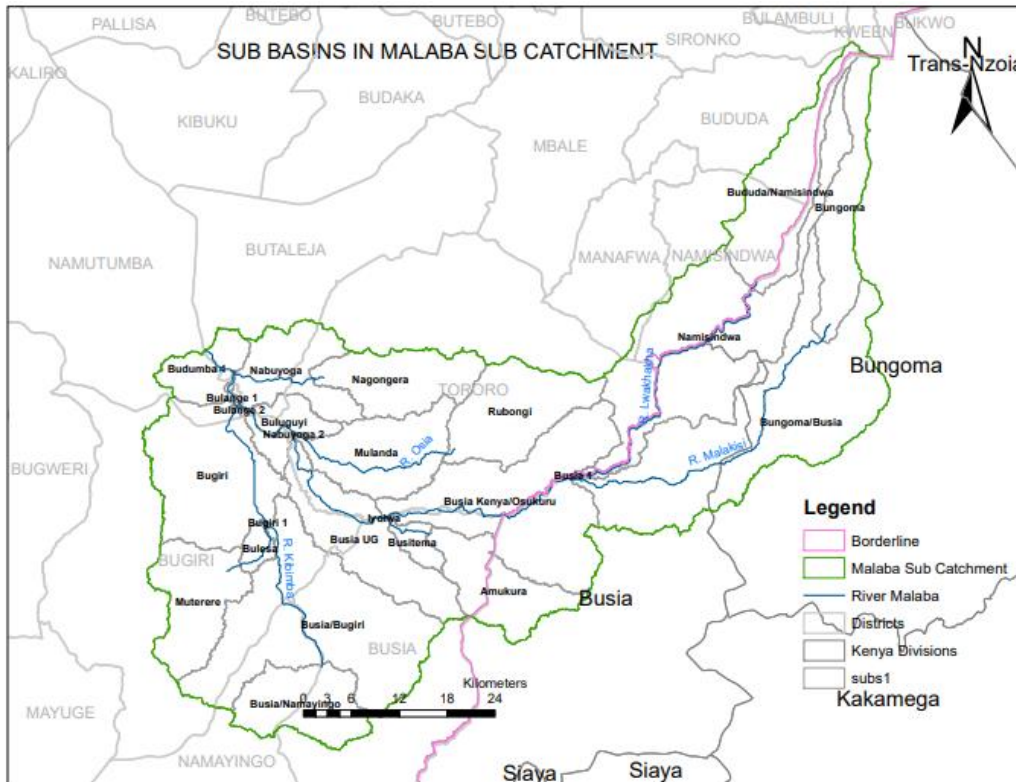 PALLISA
BUTEBO
BUTEBO
BULAMBULI
BUKWO
KWEEN
SUB BASINS IN MALABA SUB CATCHMENT
SIRONKO
N
Trans-Nzoia
KALIRO
BUDAKA
KIBUKU
BUDUDA
MBALE
Bududa/Namisindwa
Bungoma
BUTALEJA
MANAFWA
NAMISINDWA
NAMUTUMBA
Namisindwa
Budumba 4
Nabuyoga
Nagongera
TORORO
R. Lwakhakha
Bungoma
Bulange 1
Bulange 2
Rubongi
Buluguyi
Nabuyoga 2
Bungoma/Busia
Mulanda
R. Osia
R. Malakisi
BUGWERI
Bugiri
Busia 4
Busia Kenya/Osukuru
Legend
Iyolwa
Bugiri 1
Busia UG
Busitema
Borderline
Bulesa
R. Kibimba
BUGIRI
Malaba Sub Catchment
Amukura
Busia
River Malaba
Muterere
Districts
Busia/Bugiri
Kenya Divisions
BUSIA
subs1
Kilometers
0 3 6 12 18 24
Kakamega
Busia/Namayingo
MAYUGE
NAMAYINGO
Siaya
Siaya